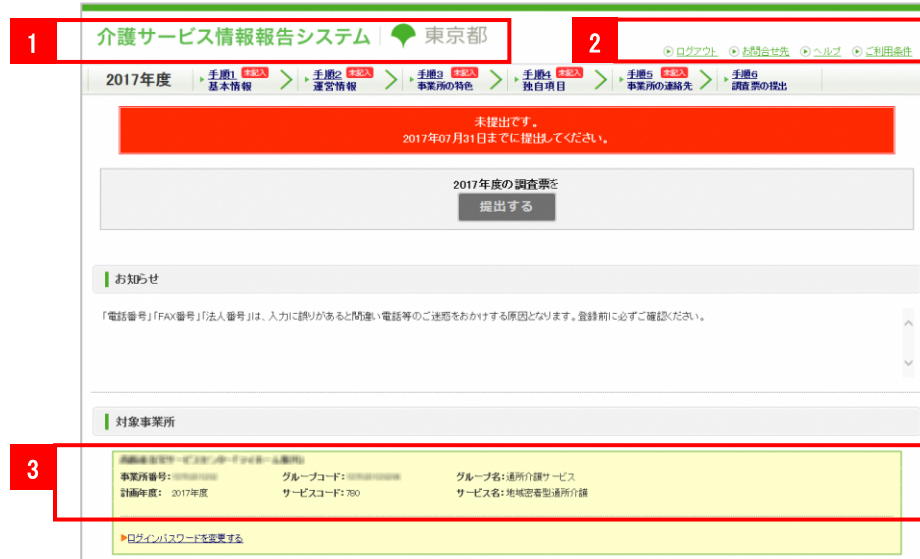 1
介護サービス情報報告システム 東京都
2
ログアウト お問合せ先 ヘルプ ご利用条件
2017年度
手順1 未記入 基本情報
手順2 未記入 運営情報
手順3 未記入 事業所の特色
手順4 未記入 独自項目
手順5 未記入 事業所の連絡先
手順6 調査票の提出
未提出です。
2017年07月31日までに提出してください。
2017年度の調査票を
提出する
お知らせ
「電話番号」「FAX番号」「法人番号」は、入力に誤りがあると間違い電話等のご迷惑をおかけする原因となります。登録前に必ずご確認ください。
対象事業所
3
事業所番号: グループコード: グループ名:通所介護サービス
計画年度: 2017年度 サービスコード:780 サービス名:地域密着型通所介護
ログインパスワードを変更する